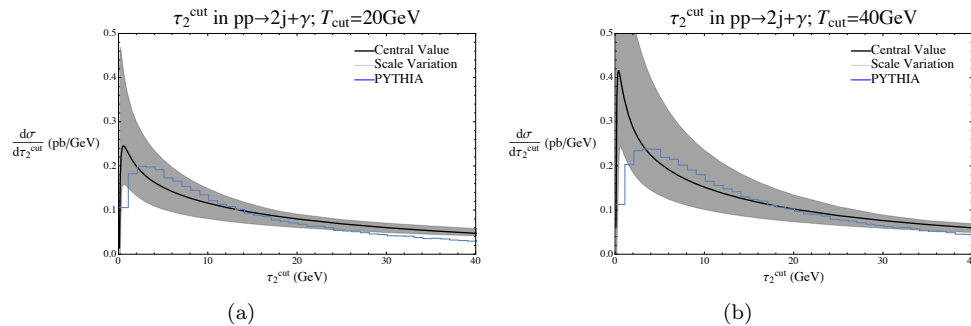 τ₂ᶜᵘᵗ in pp→2j+γ; T_cut=20GeV
Central Value
Scale Variation
PYTHIA
dσ
dτ₂ᶜᵘᵗ
(pb/GeV)
0.5
0.4
0.3
0.2
0.1
0.0
0 10 20 30 40
τ₂ᶜᵘᵗ (GeV)
(a)
τ₂ᶜᵘᵗ in pp→2j+γ; T_cut=40GeV
Central Value
Scale Variation
PYTHIA
dσ
dτ₂ᶜᵘᵗ
(pb/GeV)
0.5
0.4
0.3
0.2
0.1
0.0
0 10 20 30 40
τ₂ᶜᵘᵗ (GeV)
(b)